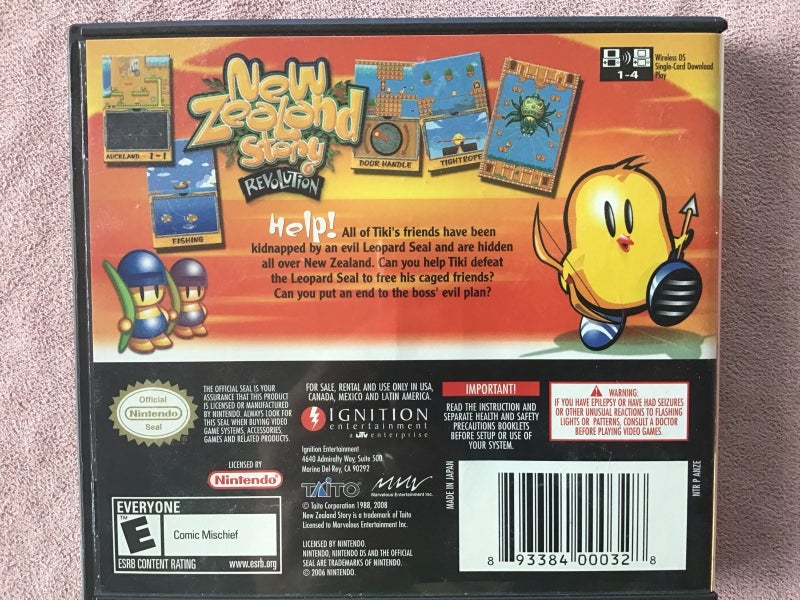 New
Zealand
Story
REVOLUTION
AUCKLAND 1-1
FISHING
DOOR HANDLE
TIGHTROPE
1-4
Wireless DS
Single-Card Download
Play
Help! All of Tiki's friends have been
kidnapped by an evil Leopard Seal and are hidden
all over New Zealand. Can you help Tiki defeat
the Leopard Seal to free his caged friends?
Can you put an end to the boss' evil plan?
Official
Nintendo
Seal
THE OFFICIAL SEAL IS YOUR
ASSURANCE THAT THIS PRODUCT
IS LICENSED OR MANUFACTURED
BY NINTENDO. ALWAYS LOOK FOR
THIS SEAL WHEN BUYING VIDEO
GAME SYSTEMS, ACCESSORIES,
GAMES AND RELATED PRODUCTS.
LICENSED BY
Nintendo®
EVERYONE
TM
E
Comic Mischief
ESRB CONTENT RATING www.esrb.org
FOR SALE, RENTAL AND USE ONLY IN USA,
CANADA, MEXICO AND LATIN AMERICA.
IGNITION
entertainment
a utv enterprise
Ignition Entertainment
4640 Admiralty Way, Suite 500
Marina Del Rey, CA 90292
TAITO
Marvelous Entertainment Inc.
© Taito Corporation 1988, 2008
New Zealand Story is a trademark of Taito
Licensed to Marvelous Entertainment Inc.
LICENSED BY NINTENDO.
NINTENDO, NINTENDO DS AND THE OFFICIAL
SEAL ARE TRADEMARKS OF NINTENDO.
© 2006 NINTENDO.
IMPORTANT!
READ THE INSTRUCTION AND
SEPARATE HEALTH AND SAFETY
PRECAUTIONS BOOKLETS
BEFORE SETUP OR USE OF
YOUR SYSTEM.
WARNING:
IF YOU HAVE EPILEPSY OR HAVE HAD SEIZURES
OR OTHER UNUSUAL REACTIONS TO FLASHING
LIGHTS OR PATTERNS, CONSULT A DOCTOR
BEFORE PLAYING VIDEO GAMES.
MADE IN JAPAN
8 93384 00032 8
NTR P ANZE